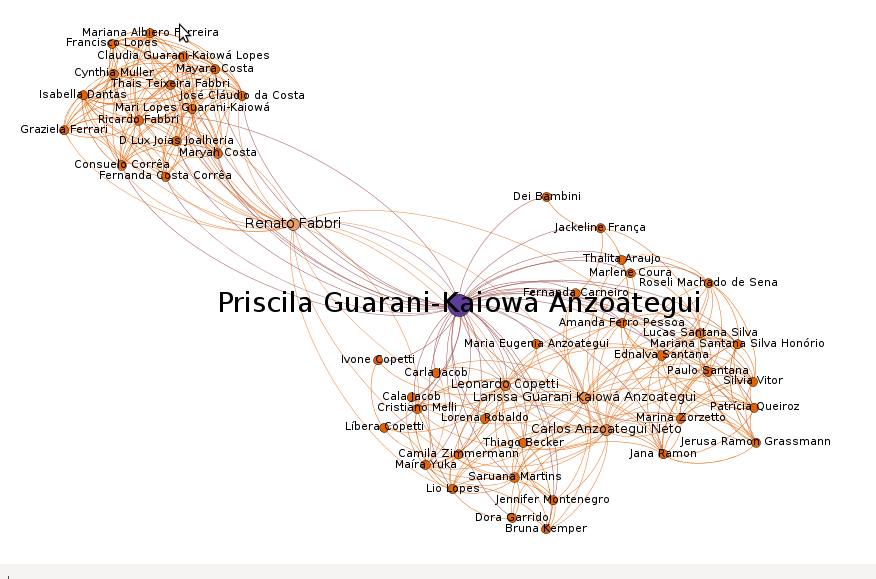 Mariana Albiero Ferreira
Francisco Lopes
Claudia Guarani-Kaiowá Lopes
Mayara Costa
Cynthia Muller
Thais Teixeira Fabbri
Isabella Dantas
José Cláudio da Costa
Mari Lopes Guarani-Kaiowá
Ricardo Fabbri
Graziela Ferrari
D Lux Joias Joalheria
Maryah Costa
Consuelo Corrêa
Fernanda Costa Corrêa
Dei Bambini
Renato Fabbri
Jackeline França
Thalita Araujo
Marlene Coura
Roseli Machado de Sena
Fernanda Carneiro
Priscila Guarani-Kaiowá Anzoategui
Amanda Ferro Pessoa
Lucas Santana Silva
Maria Eugenia Anzoategui
Mariana Santana Silva Honório
Ednalva Santana
Ivone Copetti
Carla Jacob
Paulo Santana
Silvia Vitor
Leonardo Copetti
Cala Jacob
Larissa Guarani Kaiowá Anzoategui
Cristiano Melli
Patrícia Queiroz
Lorena Robaldo
Marina Zorzetto
Líbera Copetti
Carlos Anzoategui Neto
Thiago Becker
Jerusa Ramon Grassmann
Camila Zimmermann
Jana Ramon
Maíra Yuka
Saruana Martins
Lio Lopes
Jennifer Montenegro
Dora Garrido
Bruna Kemper